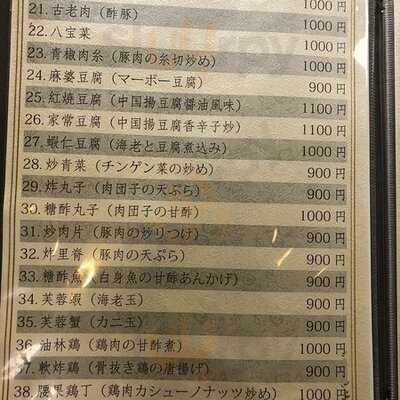 21. 古老肉（酢豚） 1000 円
22. 八宝菜 1000 円
23. 青椒肉糸（豚肉の糸切炒め） 1000 円
24. 麻婆豆腐（マーボー豆腐） 900 円
25. 紅焼豆腐（中国揚豆腐醤油風味） 1100 円
26. 家常豆腐（中国揚豆腐香辛子炒） 1100 円
27. 蝦仁豆腐（海老と豆腐煮込み） 1000 円
28. 炒青菜（チンゲン菜の炒め） 900 円
29. 炸丸子（肉団子の天ぷら） 900 円
30. 糖酢丸子（肉団子の甘酢） 1000 円
31. 炒肉片（豚肉の炒りつけ） 900 円
32. 炸里脊（豚肉の天ぷら） 900 円
33. 糖酢魚（白身魚の甘酢あんかけ） 900 円
34. 芙蓉蝦（海老玉） 900 円
35. 芙蓉蟹（カニ玉） 900 円
36. 油林鶏（鶏肉の甘酢煮） 1000 円
37. 軟炸鶏（骨抜き鶏の唐揚げ） 900 円
38. 腰果鶏丁（鶏肉カシューノナッツ炒め） 1000 円